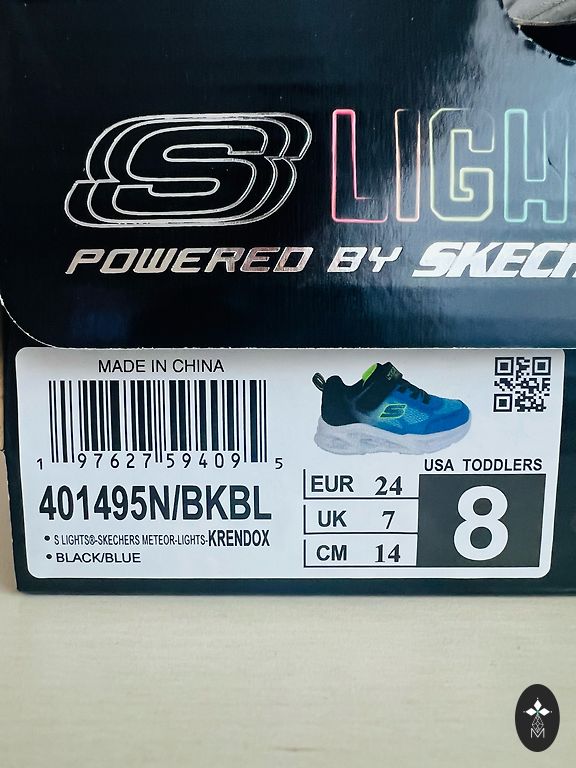 S LIGH
POWERED BY SKECH
MADE IN CHINA
1 97627 59409 5
401495N/BKBL
• S LIGHTS®-SKECHERS METEOR-LIGHTS-KRENDOX
• BLACK/BLUE
USA TODDLERS
EUR 24
UK 7
CM 14
8
M